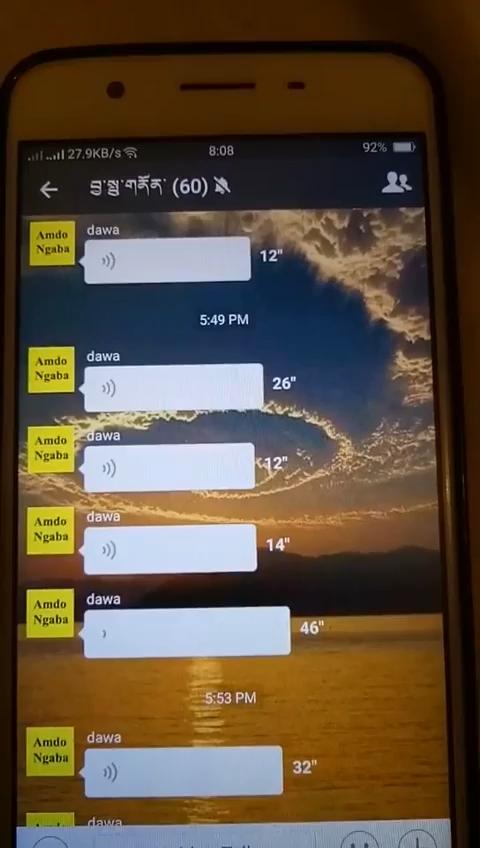 27.9KB/s 8:08 92%
(60)
Amdo Ngaba
dawa
12"
5:49 PM
Amdo Ngaba
dawa
26"
Amdo Ngaba
dawa
12"
Amdo Ngaba
dawa
14"
Amdo Ngaba
dawa
46"
5:53 PM
Amdo Ngaba
dawa
32"
dawa